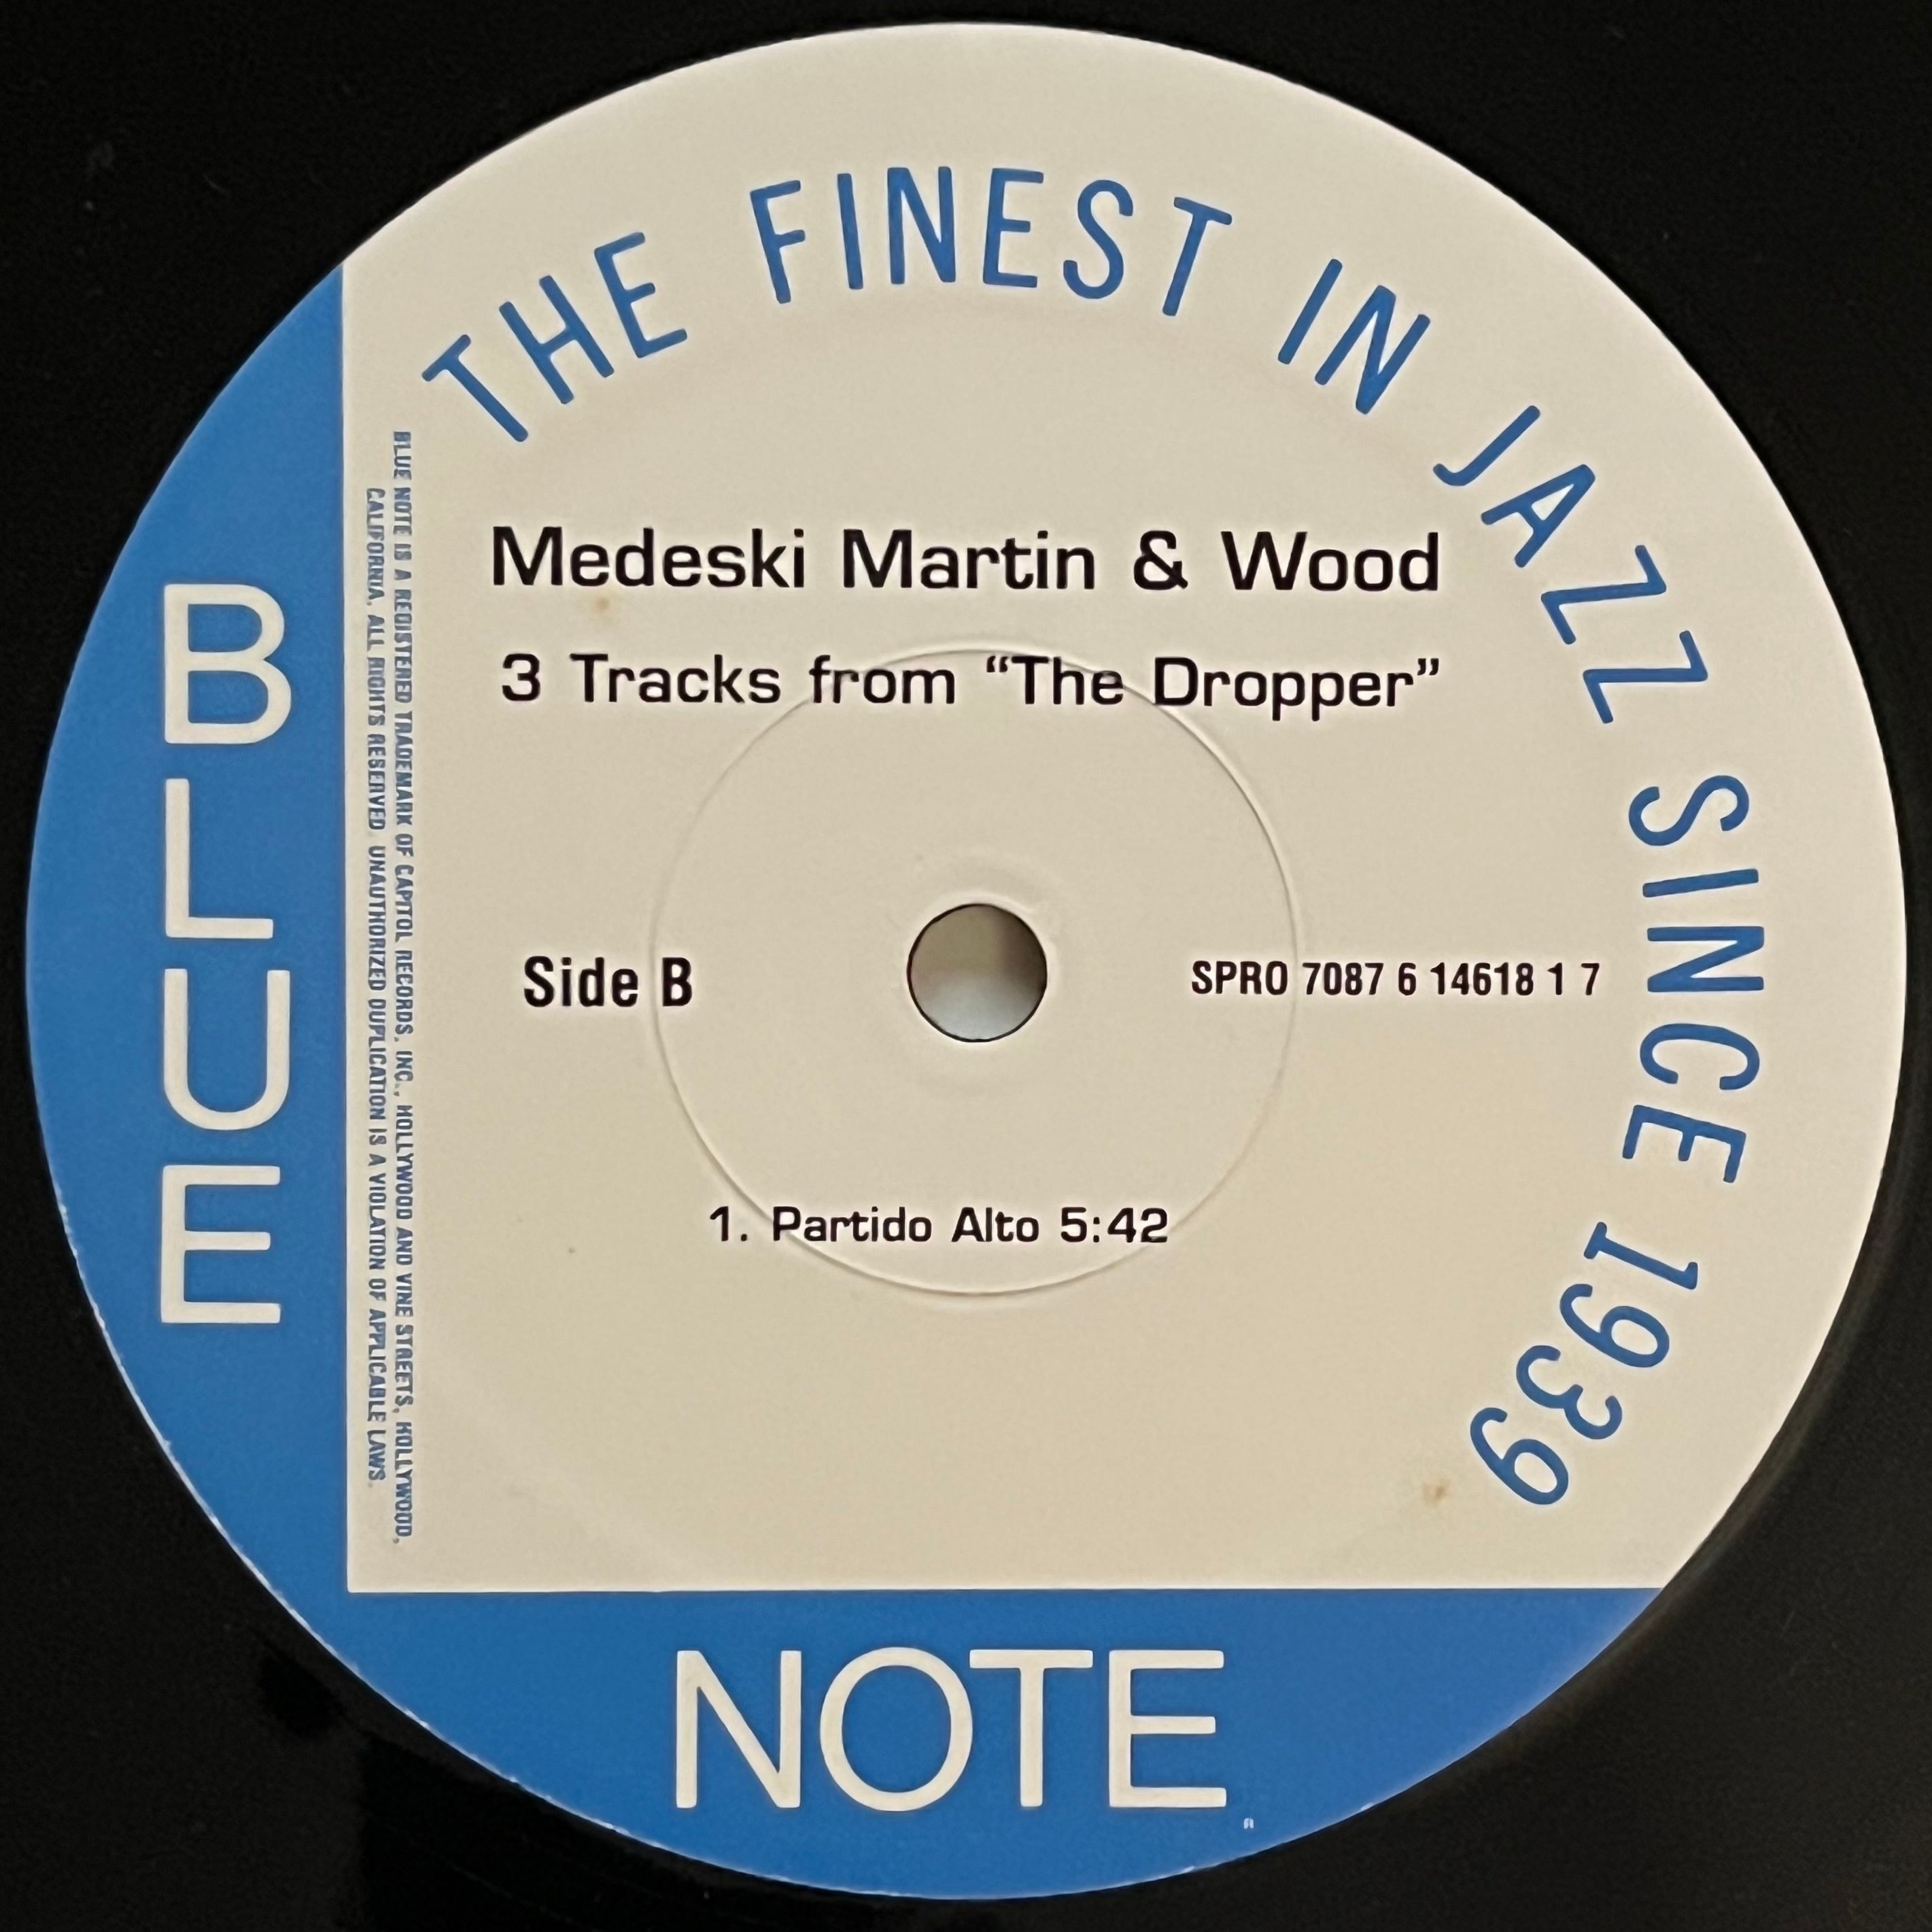 THE FINEST IN JAZZ SINCE 1939
Medeski Martin & Wood
3 Tracks from “The Dropper”
Side B
SPRO 7087 6 14618 1 7
1. Partido Alto 5:42
BLUE NOTE IS A REGISTERED TRADEMARK OF CAPITOL RECORDS, INC., HOLLYWOOD AND VINE STREETS, HOLLYWOOD,
CALIFORNIA. ALL RIGHTS RESERVED. UNAUTHORIZED DUPLICATION IS A VIOLATION OF APPLICABLE LAWS.
BLUE
NOTE